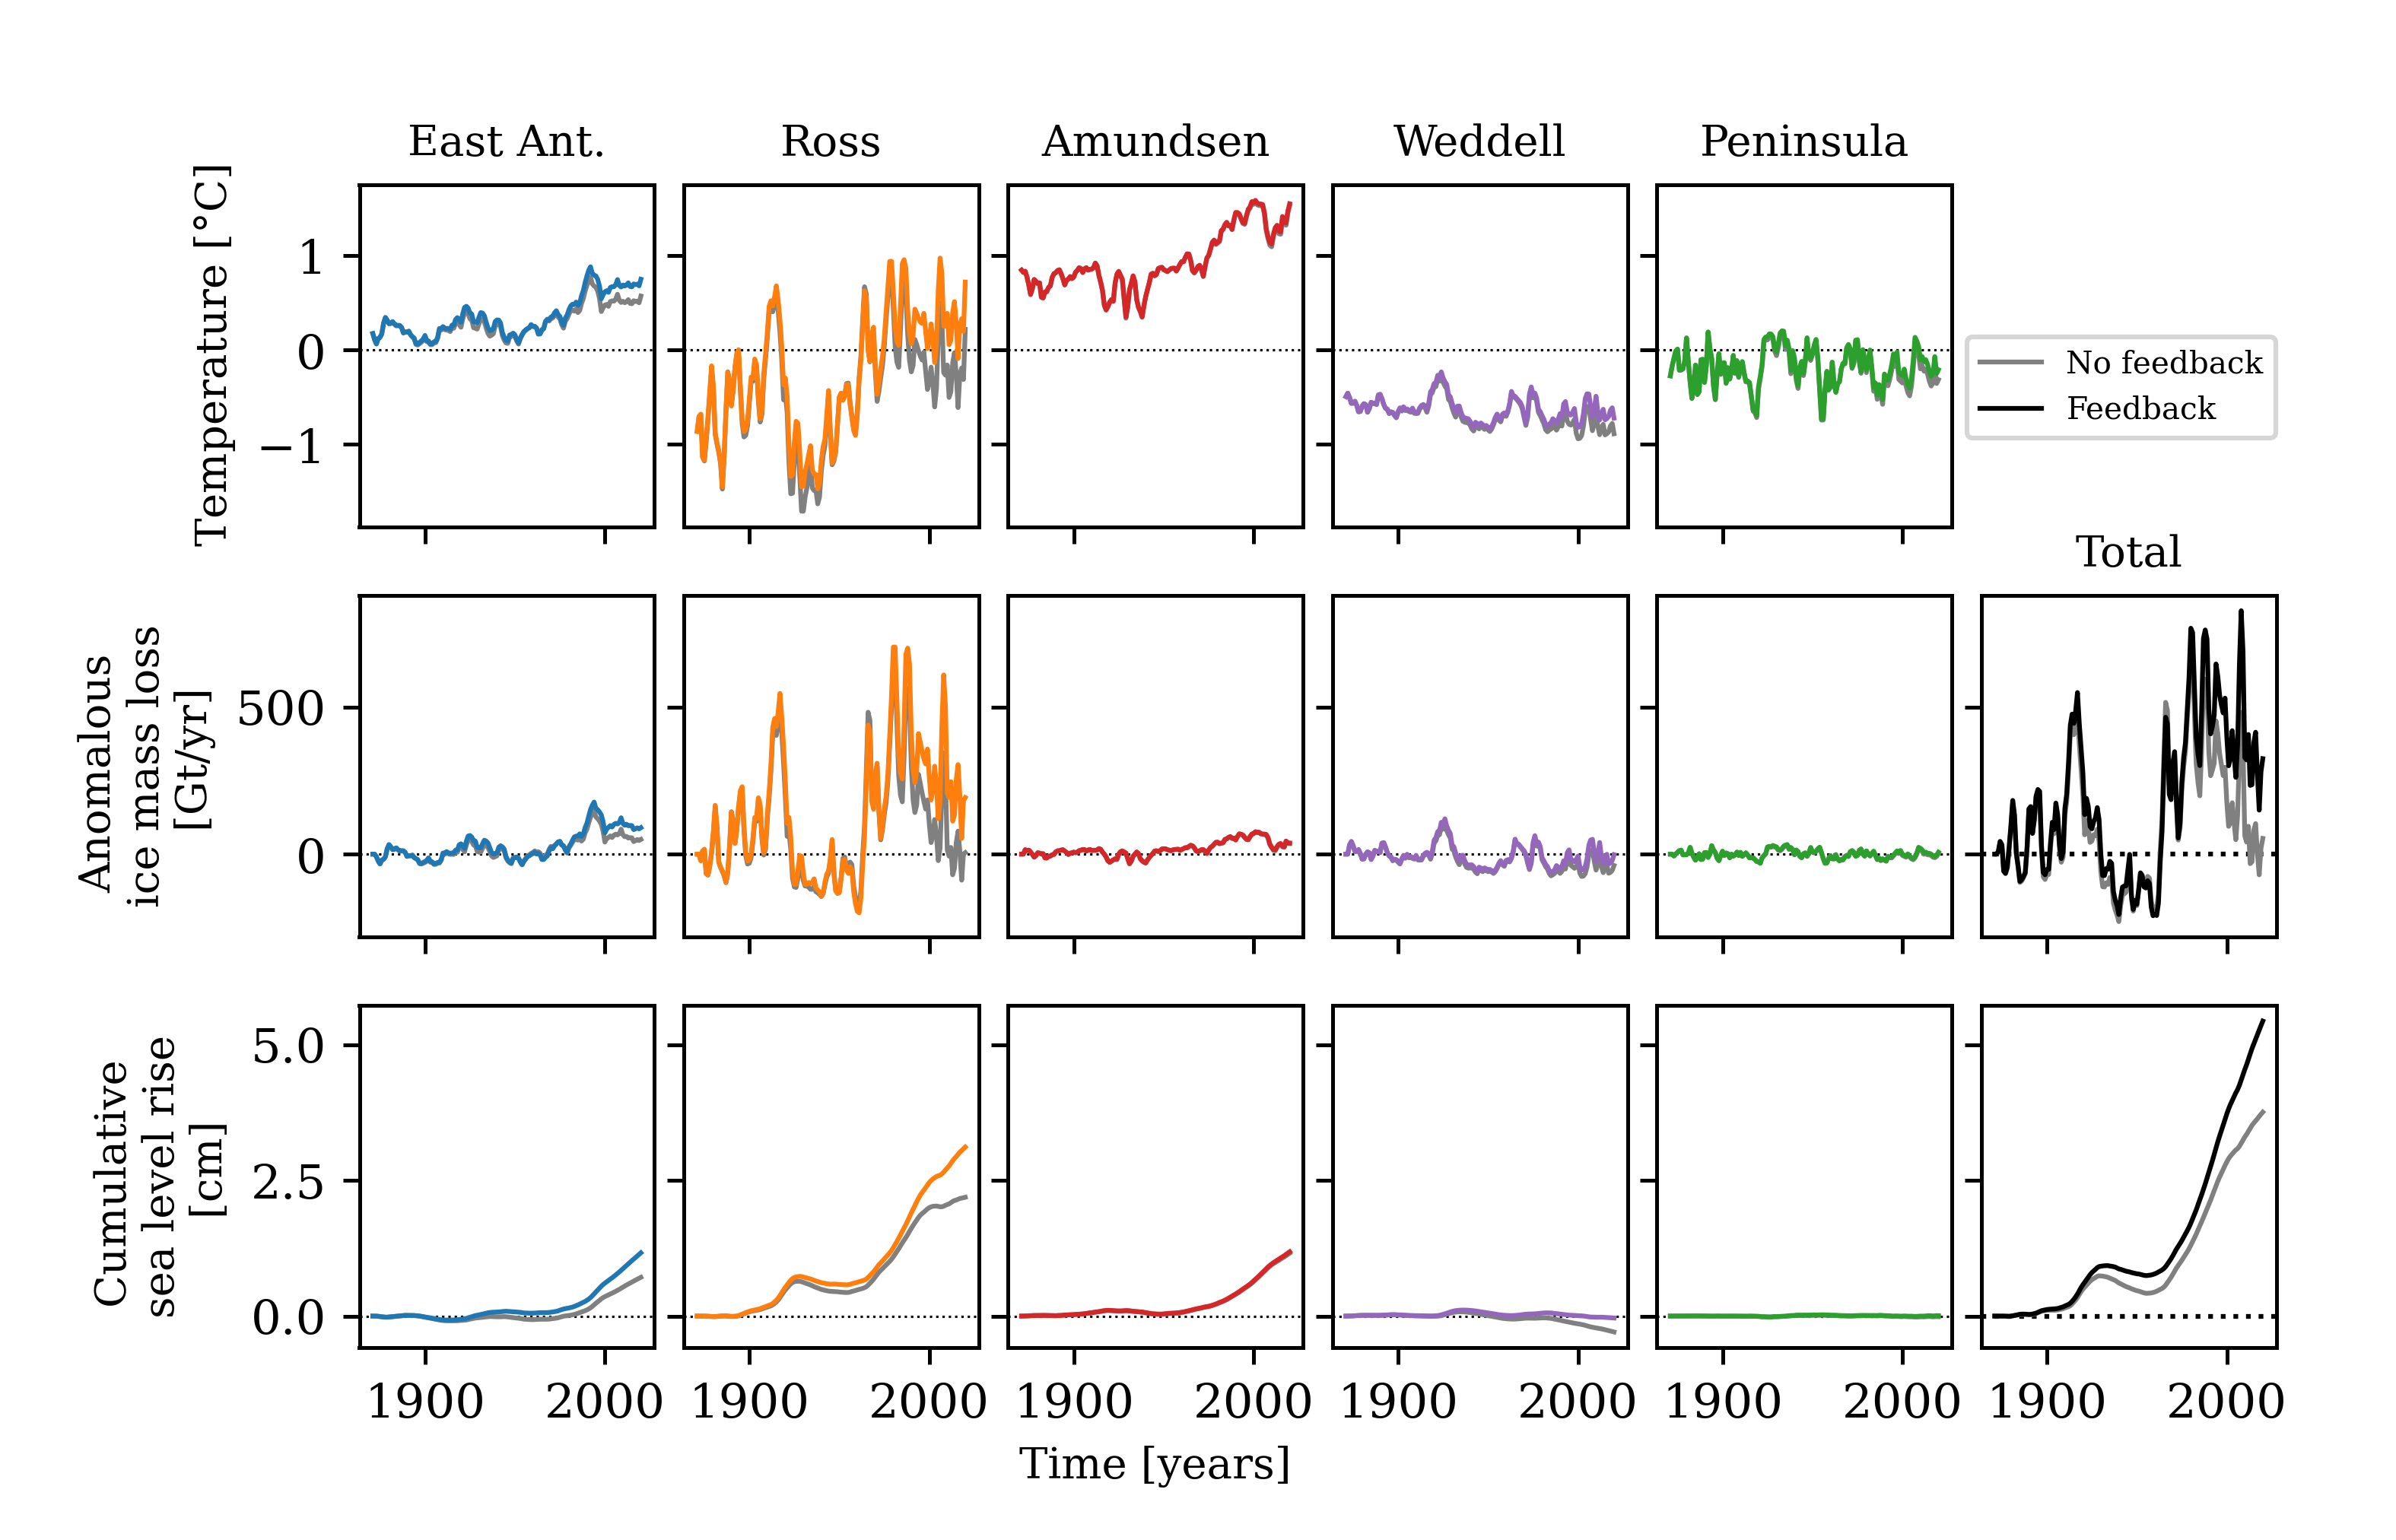 East Ant.
Ross
Amundsen
Weddell
Peninsula
Temperature [°C]
1
0
−1
No feedback
Feedback
Total
Anomalous
ice mass loss
[Gt/yr]
500
0
Cumulative
sea level rise
[cm]
5.0
2.5
0.0
1900
2000
1900
2000
1900
2000
1900
2000
1900
2000
1900
2000
Time [years]